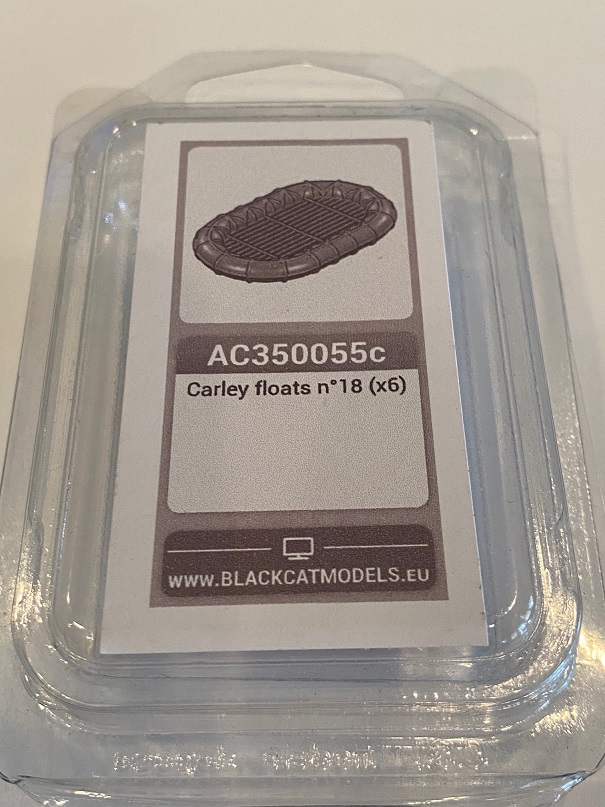 AC350055c
Carley floats n°18 (x6)
WWW.BLACKCATMODELS.EU